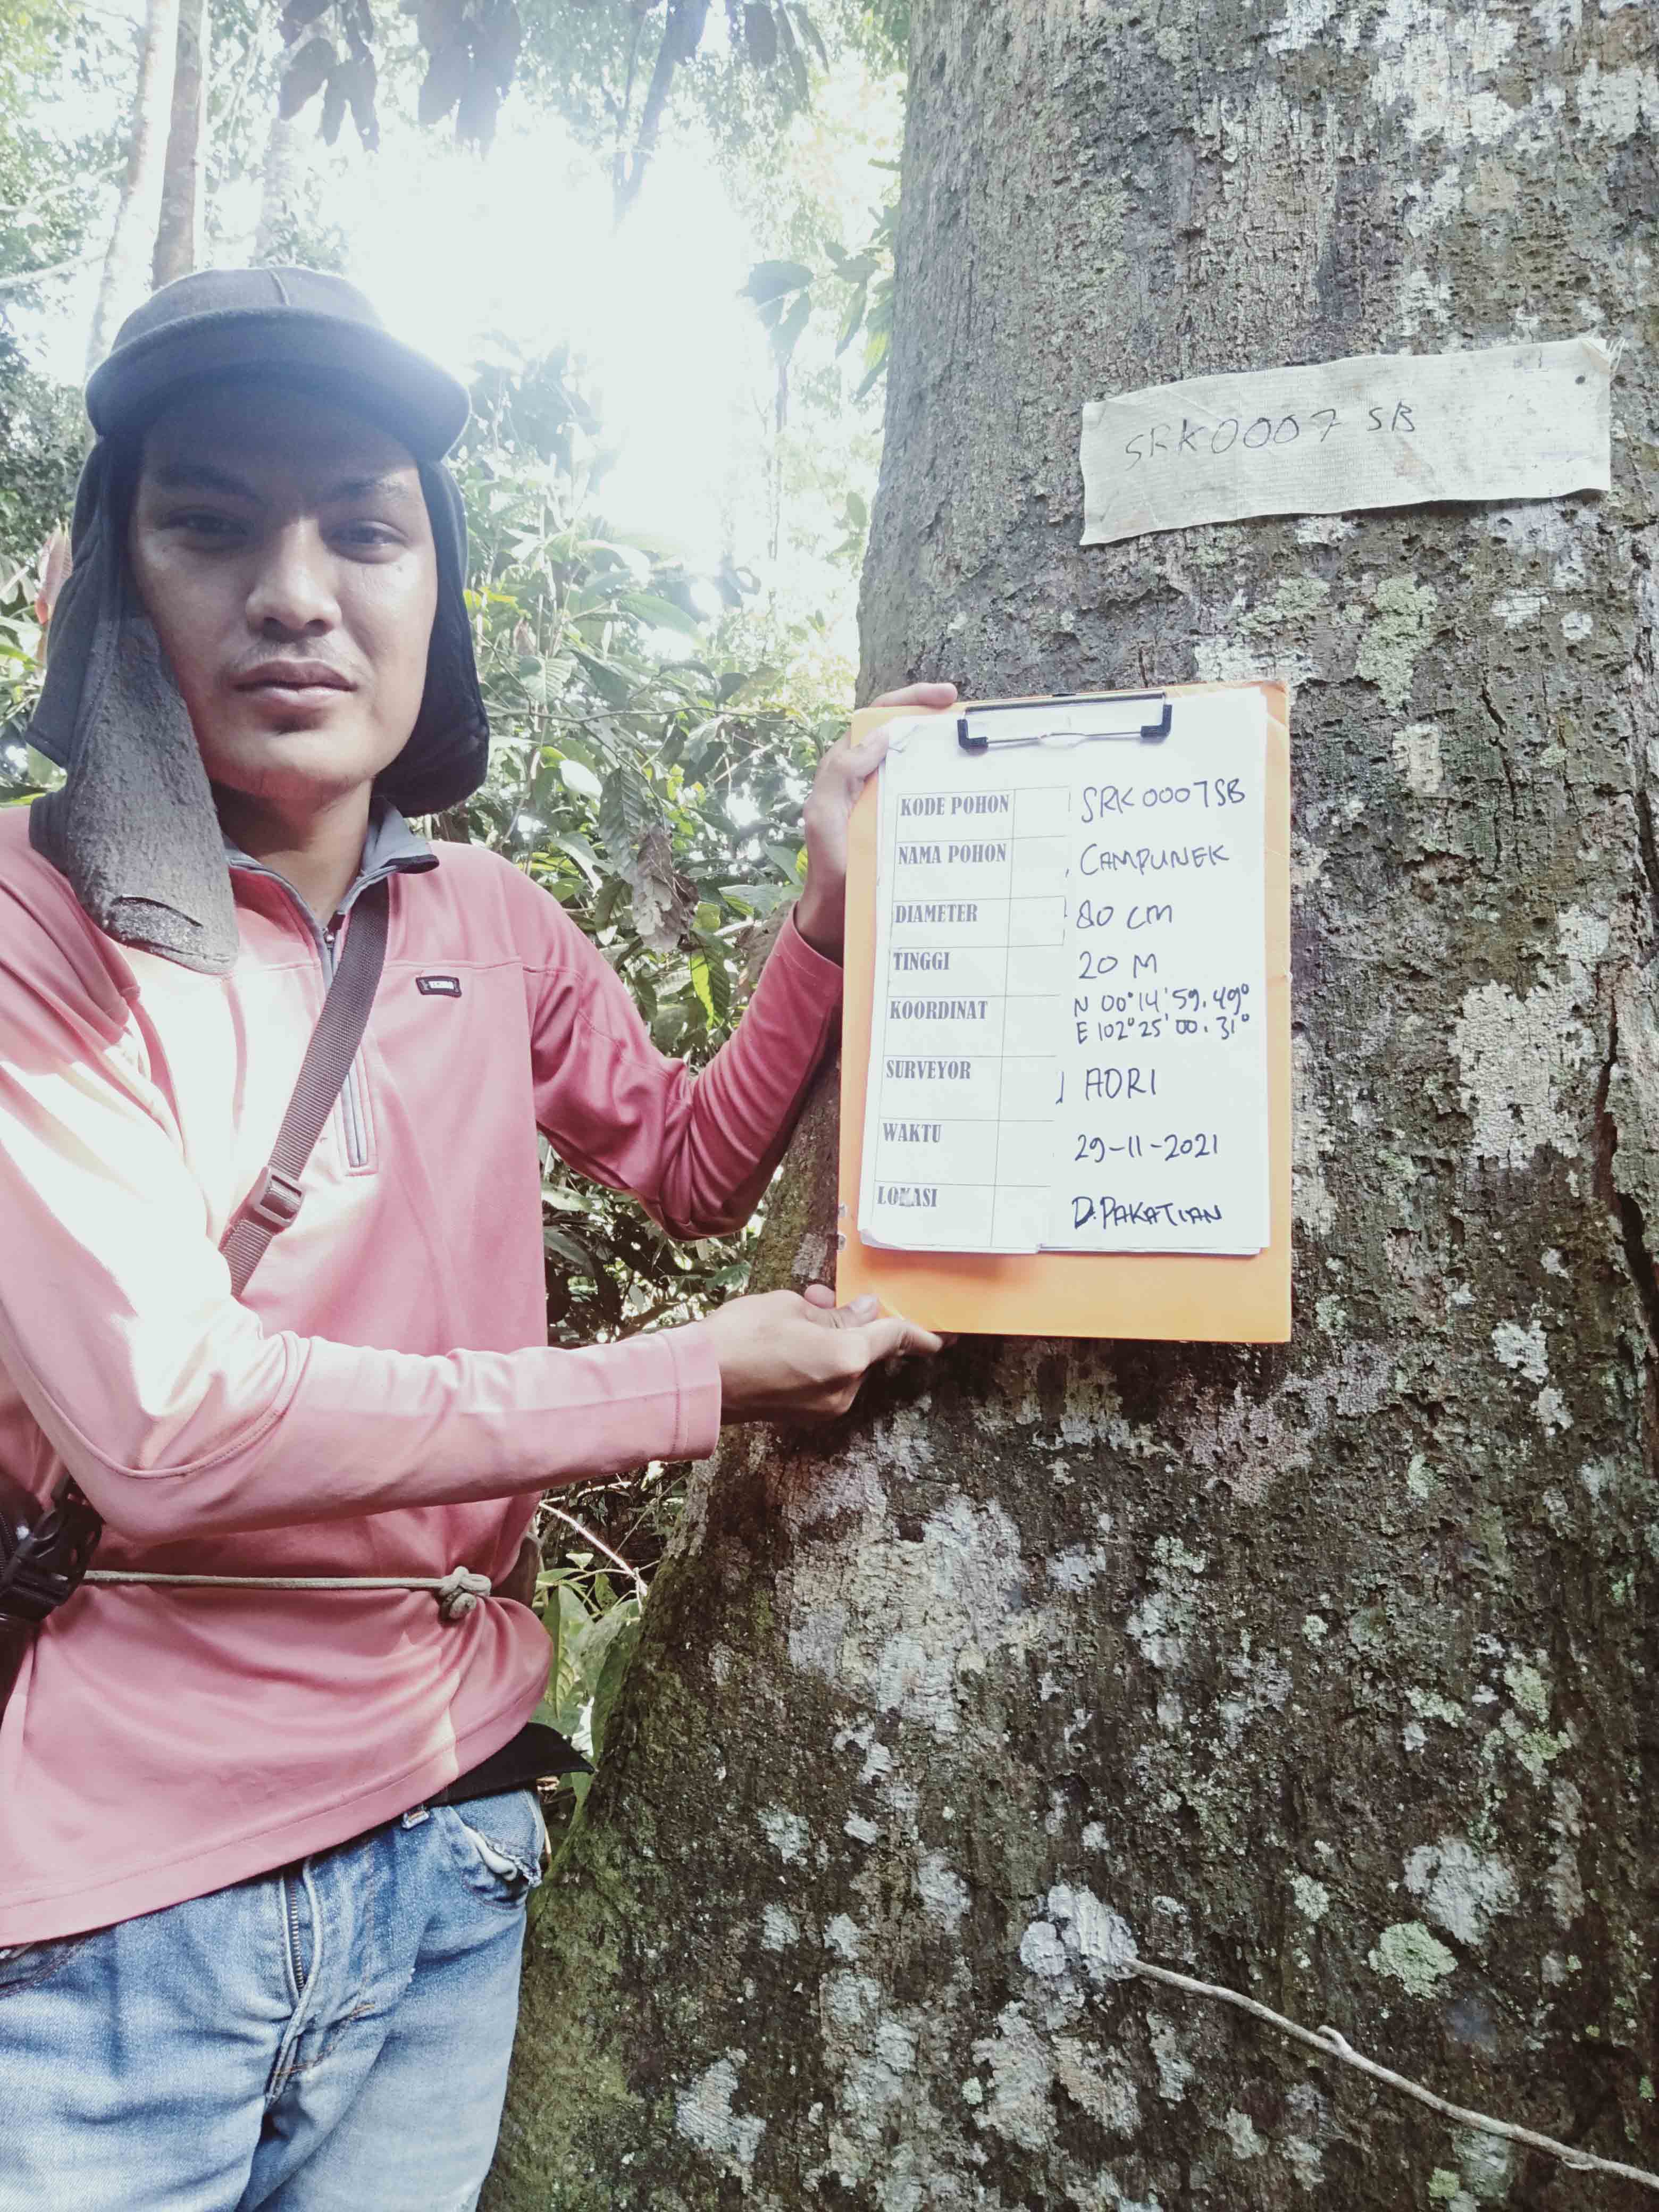 SRK0007 SB
KODE POHON SRK0007SB
NAMA POHON CAMPUNEK
DIAMETER 80 CM
TINGGI 20 M
KOORDINAT N 00°14'59.49°
E 102°25'00.31°
SURVEYOR ADRI
WAKTU 29-11-2021
LOKASI D.PAKATIAN